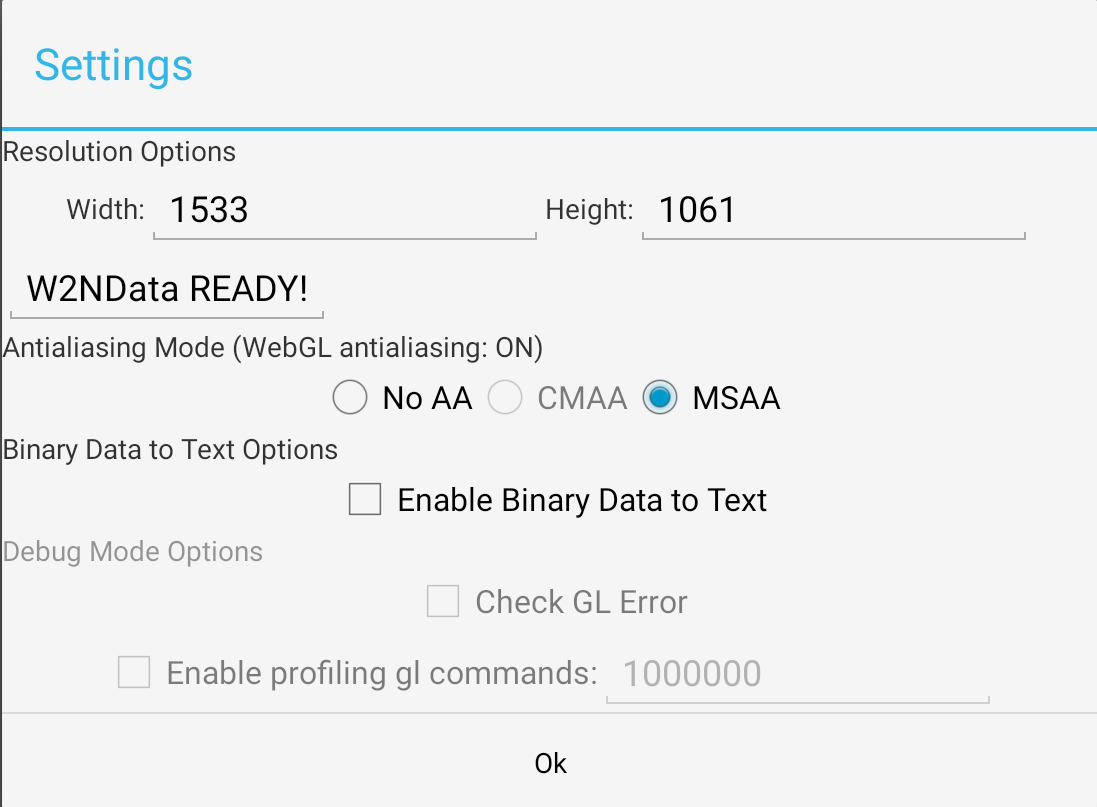 Settings
Resolution Options
Width: 1533 Height: 1061
W2NData READY!
Antialiasing Mode (WebGL antialiasing: ON)
No AA CMAA MSAA
Binary Data to Text Options
Enable Binary Data to Text
Debug Mode Options
Check GL Error
Enable profiling gl commands: 1000000
Ok